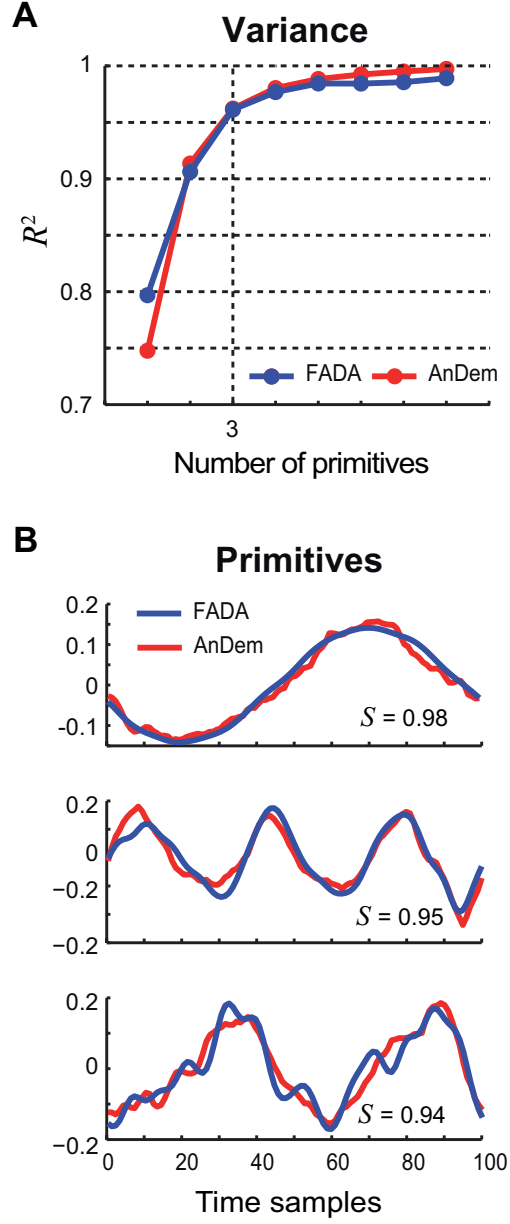 A
Variance
1
0.9
0.8
0.7
R²
FADA
AnDem
3
Number of primitives
B
Primitives
FADA
AnDem
0.2
0.1
0
-0.1
S = 0.98
0.2
0
−0.2
−0.2
S = 0.95
0.2
0
−0.2
S = 0.94
0 20 40 60 80 100
Time samples